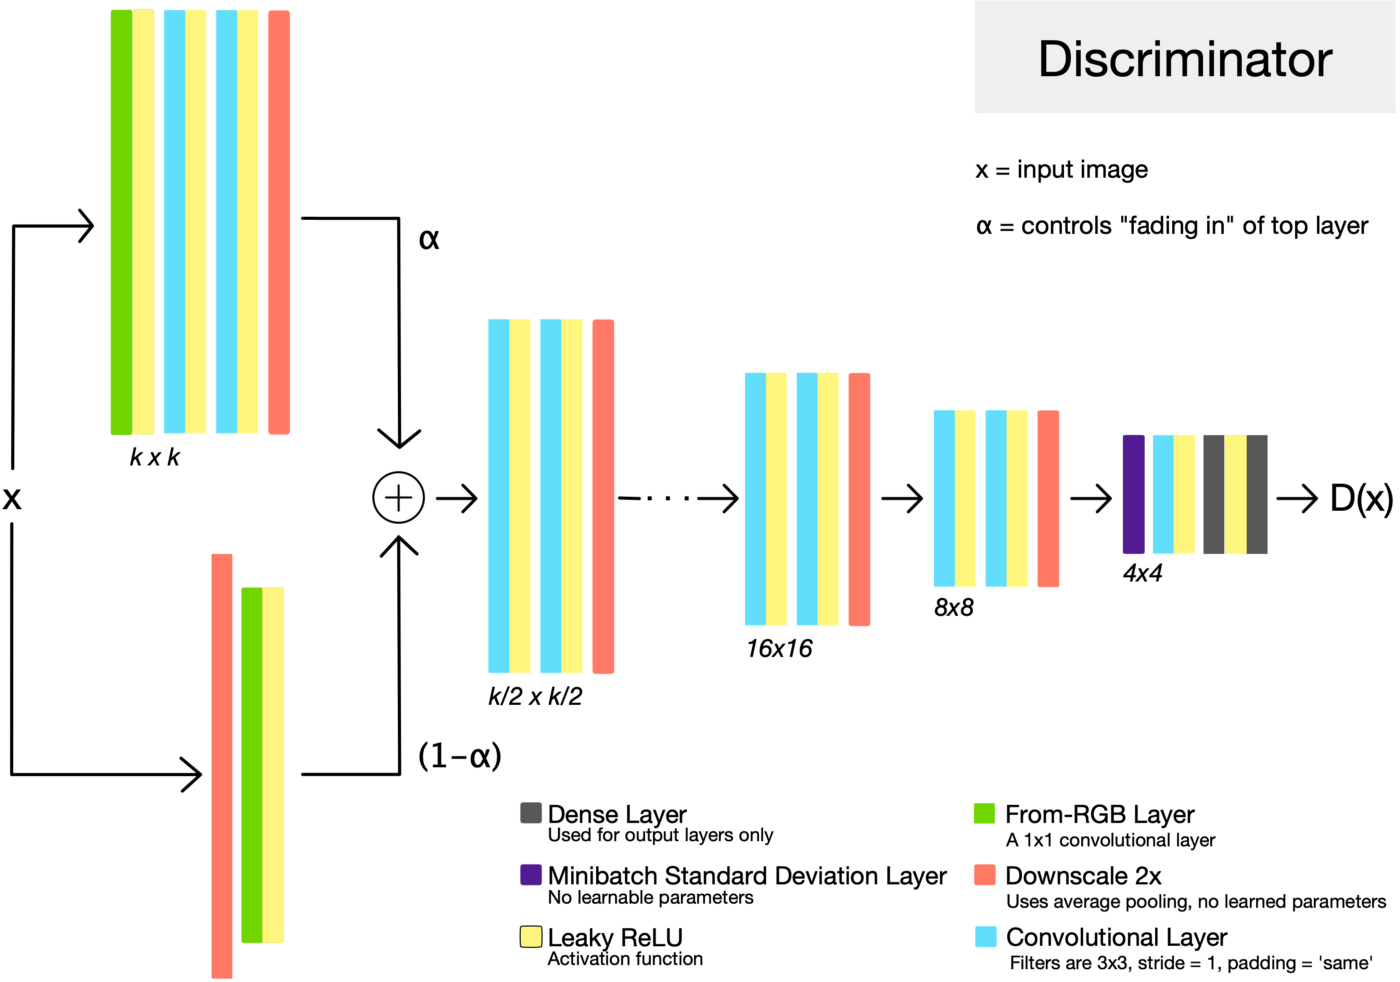 Discriminator
x = input image
α = controls "fading in" of top layer
α
k x k
x
+
D(x)
4x4
8x8
16x16
k/2 x k/2
(1-α)
Dense Layer
Used for output layers only
Minibatch Standard Deviation Layer
No learnable parameters
Leaky ReLU
Activation function
From-RGB Layer
A 1x1 convolutional layer
Downscale 2x
Uses average pooling, no learned parameters
Convolutional Layer
Filters are 3x3, stride = 1, padding = 'same'